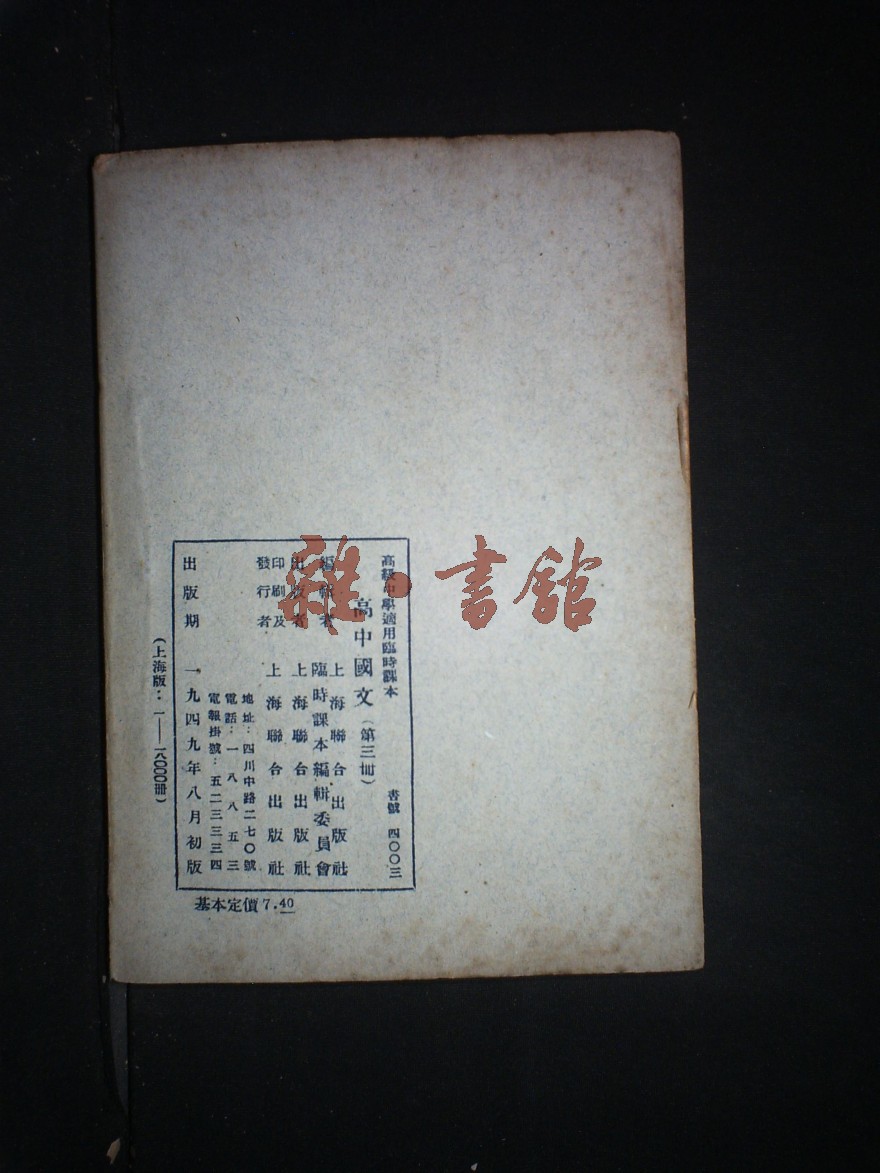 高級中學適用臨時課本
書號 四〇〇三
高中國文（第三冊）
編輯者 上海聯合出版社
臨時課本編輯委員會
出版者 上海聯合出版社
印刷及
發行者 上海聯合出版社
地址：四川中路二七〇號
電話：一八八五三
電報掛號：五二三三三四
出版期 一九四九年八月初版
（上海版：一——八〇〇〇冊）
基本定價 7.40
雜·書館